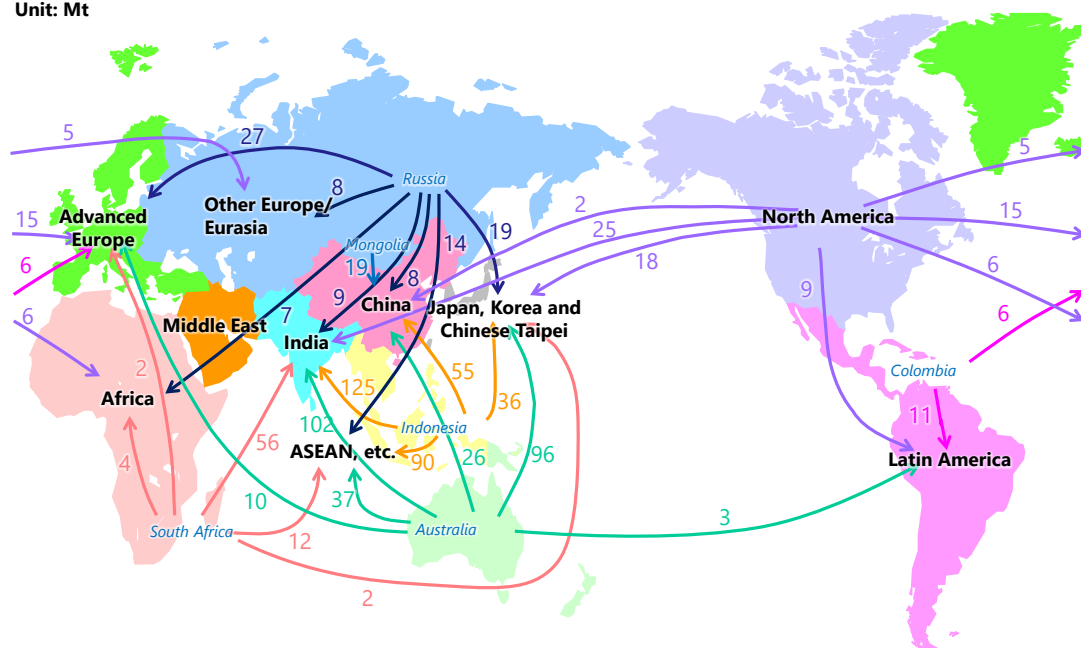 Unit: Mt
5
27
5
Russia
8
Other Europe/
Eurasia
2
15
Advanced
Europe
North America
15
25
19
14
Mongolia
18
6
19
8
6
9
9
China
Japan, Korea and
Chinese Taipei
6
7
6
Middle East
India
2
55
Colombia
125
36
Africa
11
102
Indonesia
56
ASEAN, etc.
96
4
90
26
Latin America
10
37
3
South Africa
Australia
12
2